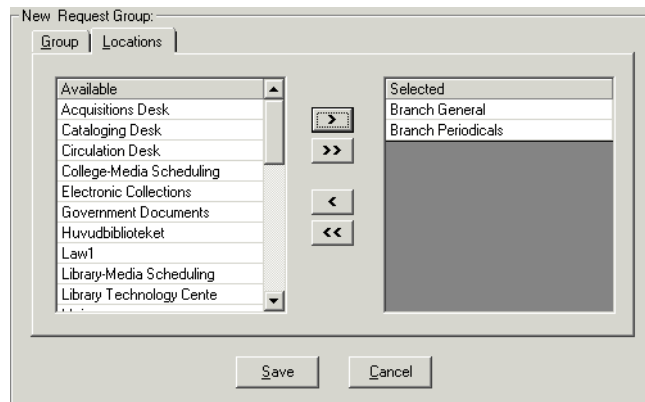 New Request Group:
Group
Locations
Available
Acquisitions Desk
Cataloging Desk
Circulation Desk
College-Media Scheduling
Electronic Collections
Government Documents
Huvudbiblioteket
Law1
Library-Media Scheduling
Library Technology Cente
>
>>
<
<<
Selected
Branch General
Branch Periodicals
Save
Cancel